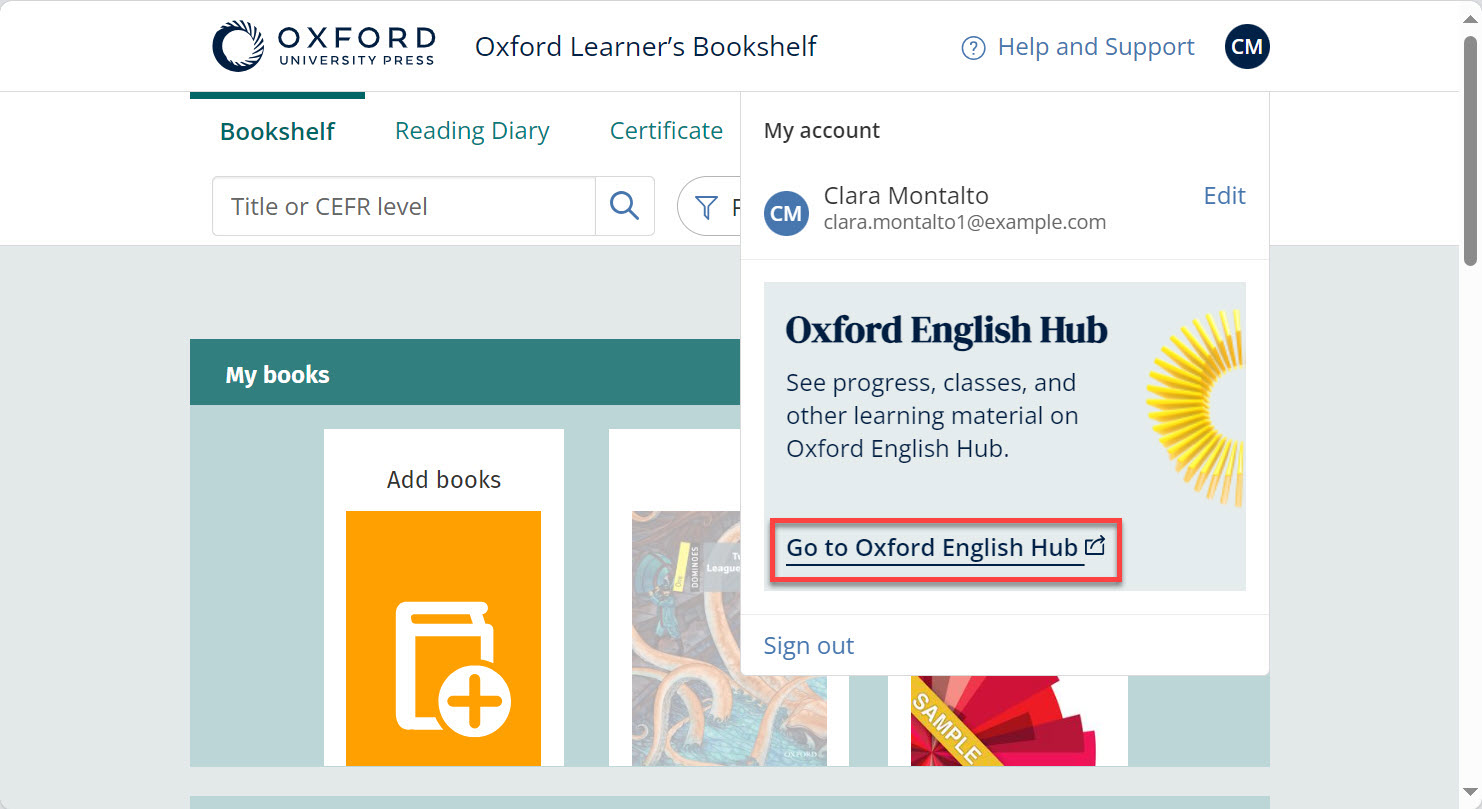 OXFORD
UNIVERSITY PRESS
Oxford Learner's Bookshelf
? Help and Support
CM
Bookshelf
Reading Diary
Certificate
My account
Title or CEFR level
CM
Clara Montalto
Edit
clara.montalto1@example.com
Oxford English Hub
See progress, classes, and
other learning material on
Oxford English Hub.
Go to Oxford English Hub
Sign out
My books
Add books
One
DOMINOES
League
OXFORD
SAMPLE